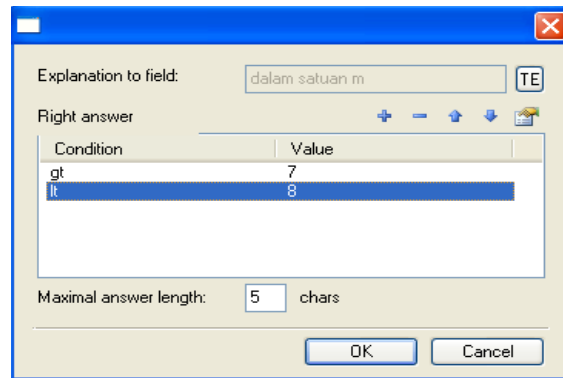 Explanation to field: dalam satuan m TE
Right answer
Condition Value
gt 7
lt 8
Maximal answer length: 5 chars
OK Cancel